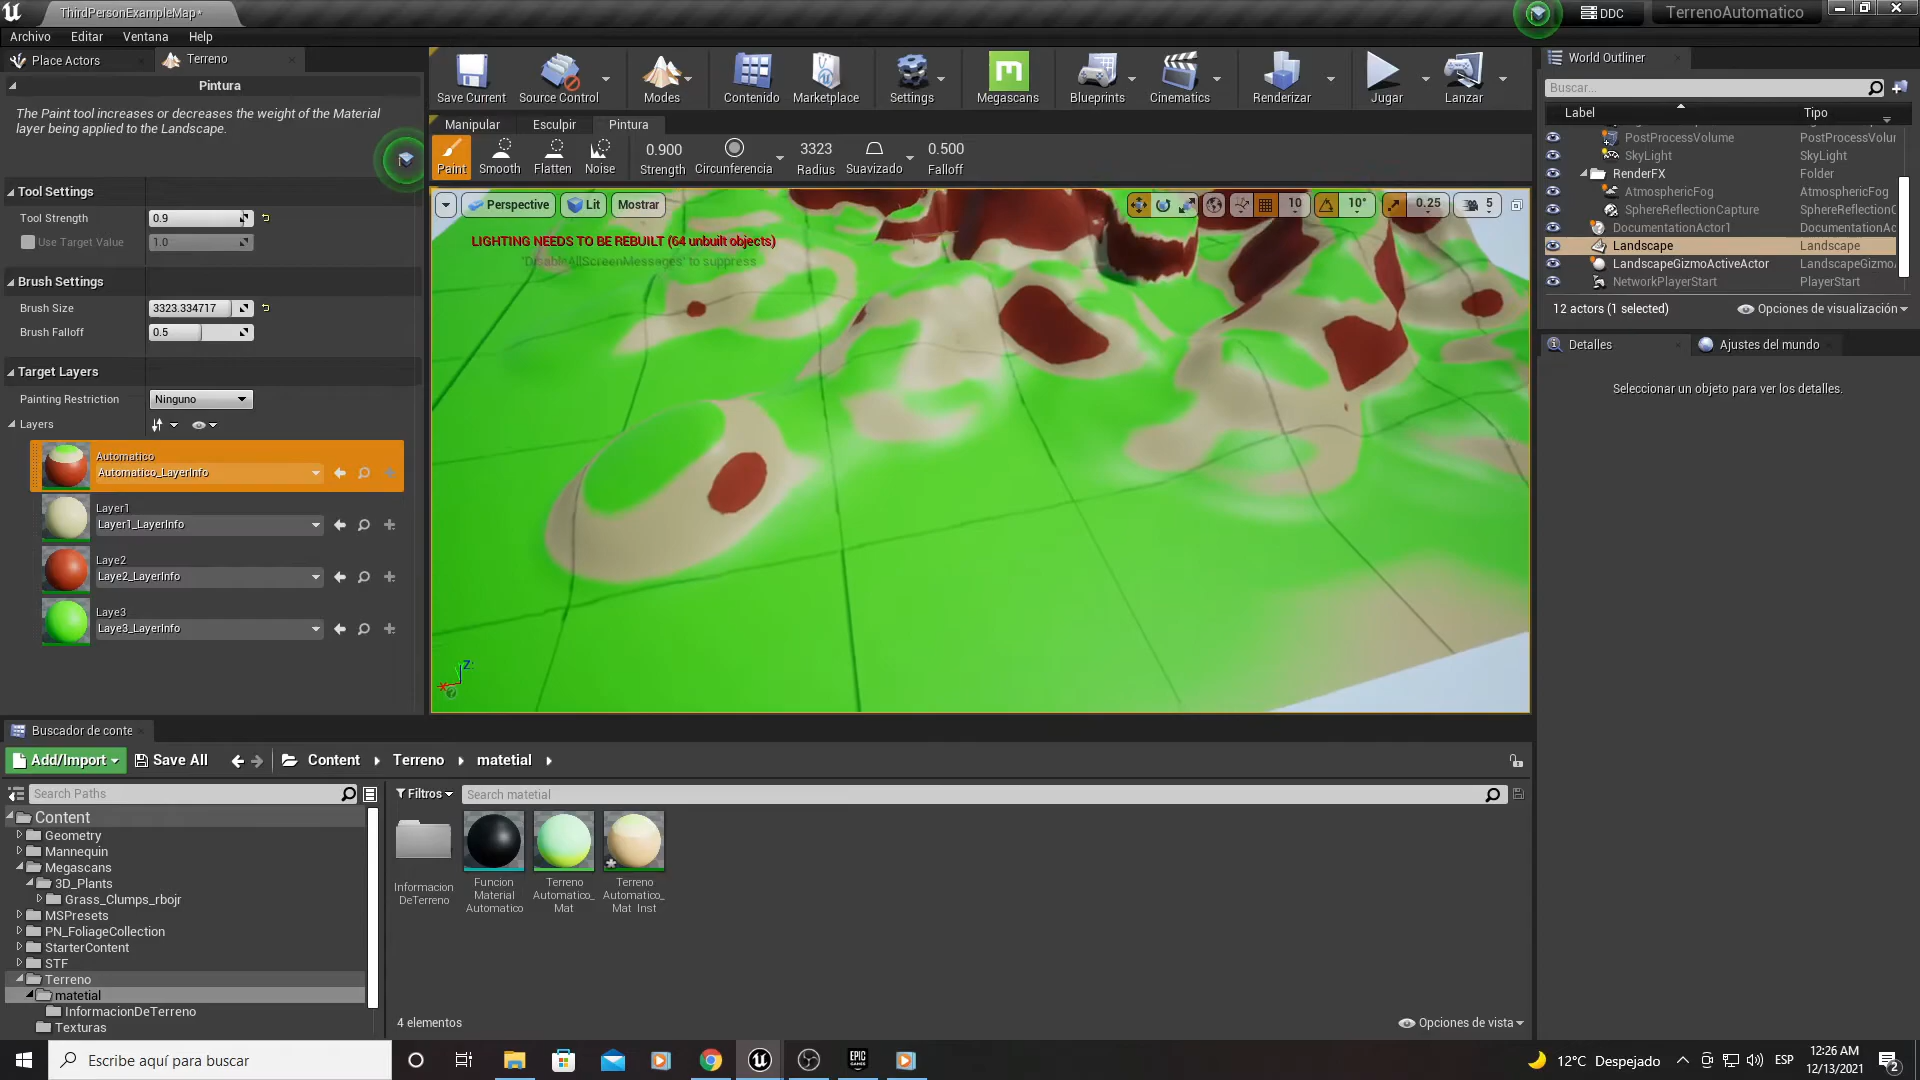 ThirdPersonExampleMap*
DDC
TerrenoAutomatico
Archivo
Editar
Ventana
Help
Place Actors
Terreno
Pintura
The Paint tool increases or decreases the weight of the Material
layer being applied to the Landscape.
Tool Settings
Tool Strength
0.9
Use Target Value
1.0
Brush Settings
Brush Size
3323.334717
Brush Falloff
0.5
Target Layers
Painting Restriction
Ninguno
Layers
Automatico
Automatico_LayerInfo
Layer1
Layer1_LayerInfo
Laye2
Laye2_LayerInfo
Laye3
Laye3_LayerInfo
Save Current
Source Control
Modes
Contenido
Marketplace
Settings
Megascans
Blueprints
Cinematics
Renderizar
Jugar
Lanzar
Manipular
Esculpir
Pintura
Paint
Smooth
Flatten
Noise
0.900
Strength
Circunferencia
3323
Radius
Suavizado
0.500
Falloff
Perspective
Lit
Mostrar
10
10°
0.25
5
LIGHTING NEEDS TO BE REBUILT (64 unbuilt objects)
'DisableAllScreenMessages' to suppress
Z
X
World Outliner
Buscar...
Label
Tipo
PostProcessVolume
PostProcessVolur
SkyLight
SkyLight
RenderFX
Folder
AtmosphericFog
AtmosphericFog
SphereReflectionCapture
SphereReflectionC
DocumentationActor1
DocumentationAc
Landscape
Landscape
LandscapeGizmoActiveActor
LandscapeGizmo
NetworkPlayerStart
PlayerStart
12 actors (1 selected)
Opciones de visualización
Detalles
Ajustes del mundo
Seleccionar un objeto para ver los detalles.
Buscador de conte
Add/Import
Save All
Content
Terreno
matetial
Search Paths
Filtros
Search matetial
Content
Geometry
Mannequin
Megascans
3D_Plants
Grass_Clumps_rbojr
MSPresets
PN_FoliageCollection
StarterContent
STF
Terreno
matetial
InformacionDeTerreno
Texturas
Informacion
DeTerreno
Funcion
Material
Automatico
Terreno
Automatico_
Mat
Terreno
Automatico_
Mat_Inst
4 elementos
Opciones de vista
Escribe aquí para buscar
EPIC
GAMES
12°C Despejado
ESP
12:26 AM
12/13/2021
2